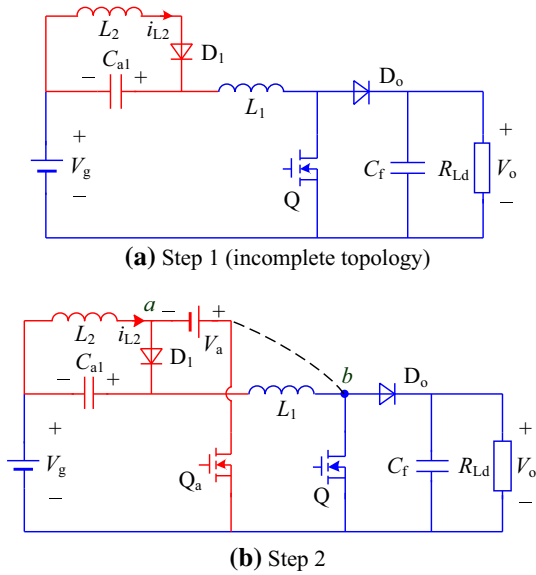 L2 iL2 D1
− Ca1 +
L1 Do
+ Vg −
Q
Cf RLd + Vo −
(a) Step 1 (incomplete topology)
a − + Va
L2 iL2 D1
− Ca1 +
L1 b Do
+ Vg −
Qa Q
Cf RLd + Vo −
(b) Step 2